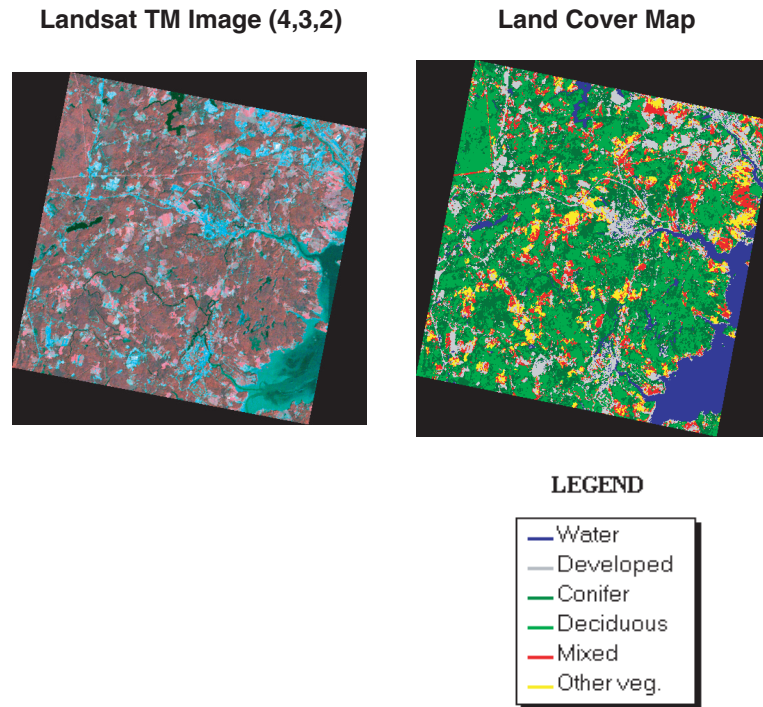 Landsat TM Image (4,3,2)
Land Cover Map
LEGEND
Water
Developed
Conifer
Deciduous
Mixed
Other veg.